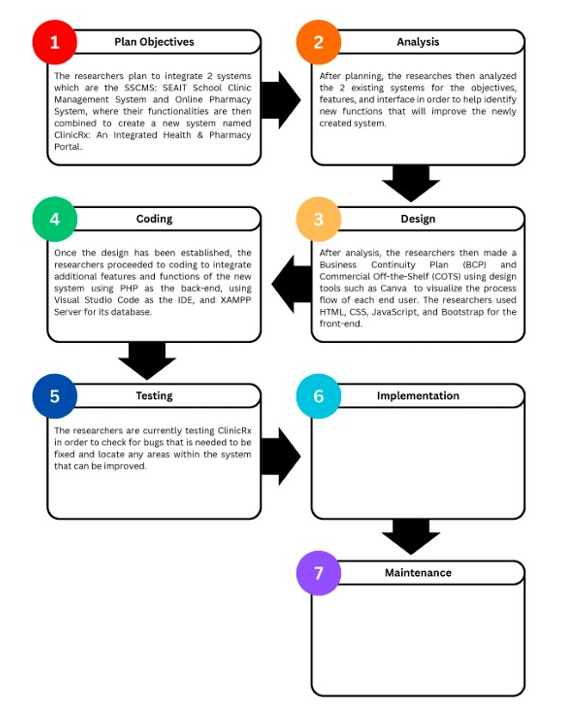 1
Plan Objectives
The researchers plan to integrate 2 systems
which are the SSCMS: SEAIT School Clinic
Management System and Online Pharmacy
System, where their functionalities are then
combined to create a new system named
ClinicRx: An Integrated Health & Pharmacy
Portal.
2
Analysis
After planning, the researches then analyzed
the 2 existing systems for the objectives,
features, and interface in order to help identify
new functions that will improve the newly
created system.
3
Design
After analysis, the researchers then made a
Business Continuity Plan (BCP) and
Commercial Off-the-Shelf (COTS) using design
tools such as Canva to visualize the process
flow of each end user. The researchers used
HTML, CSS, JavaScript, and Bootstrap for the
front-end.
4
Coding
Once the design has been established, the
researchers proceeded to coding to integrate
additional features and functions of the new
system using PHP as the back-end, using
Visual Studio Code as the IDE, and XAMPP
Server for its database.
5
Testing
The researchers are currently testing ClinicRx
in order to check for bugs that is needed to be
fixed and locate any areas within the system
that can be improved.
6
Implementation
7
Maintenance